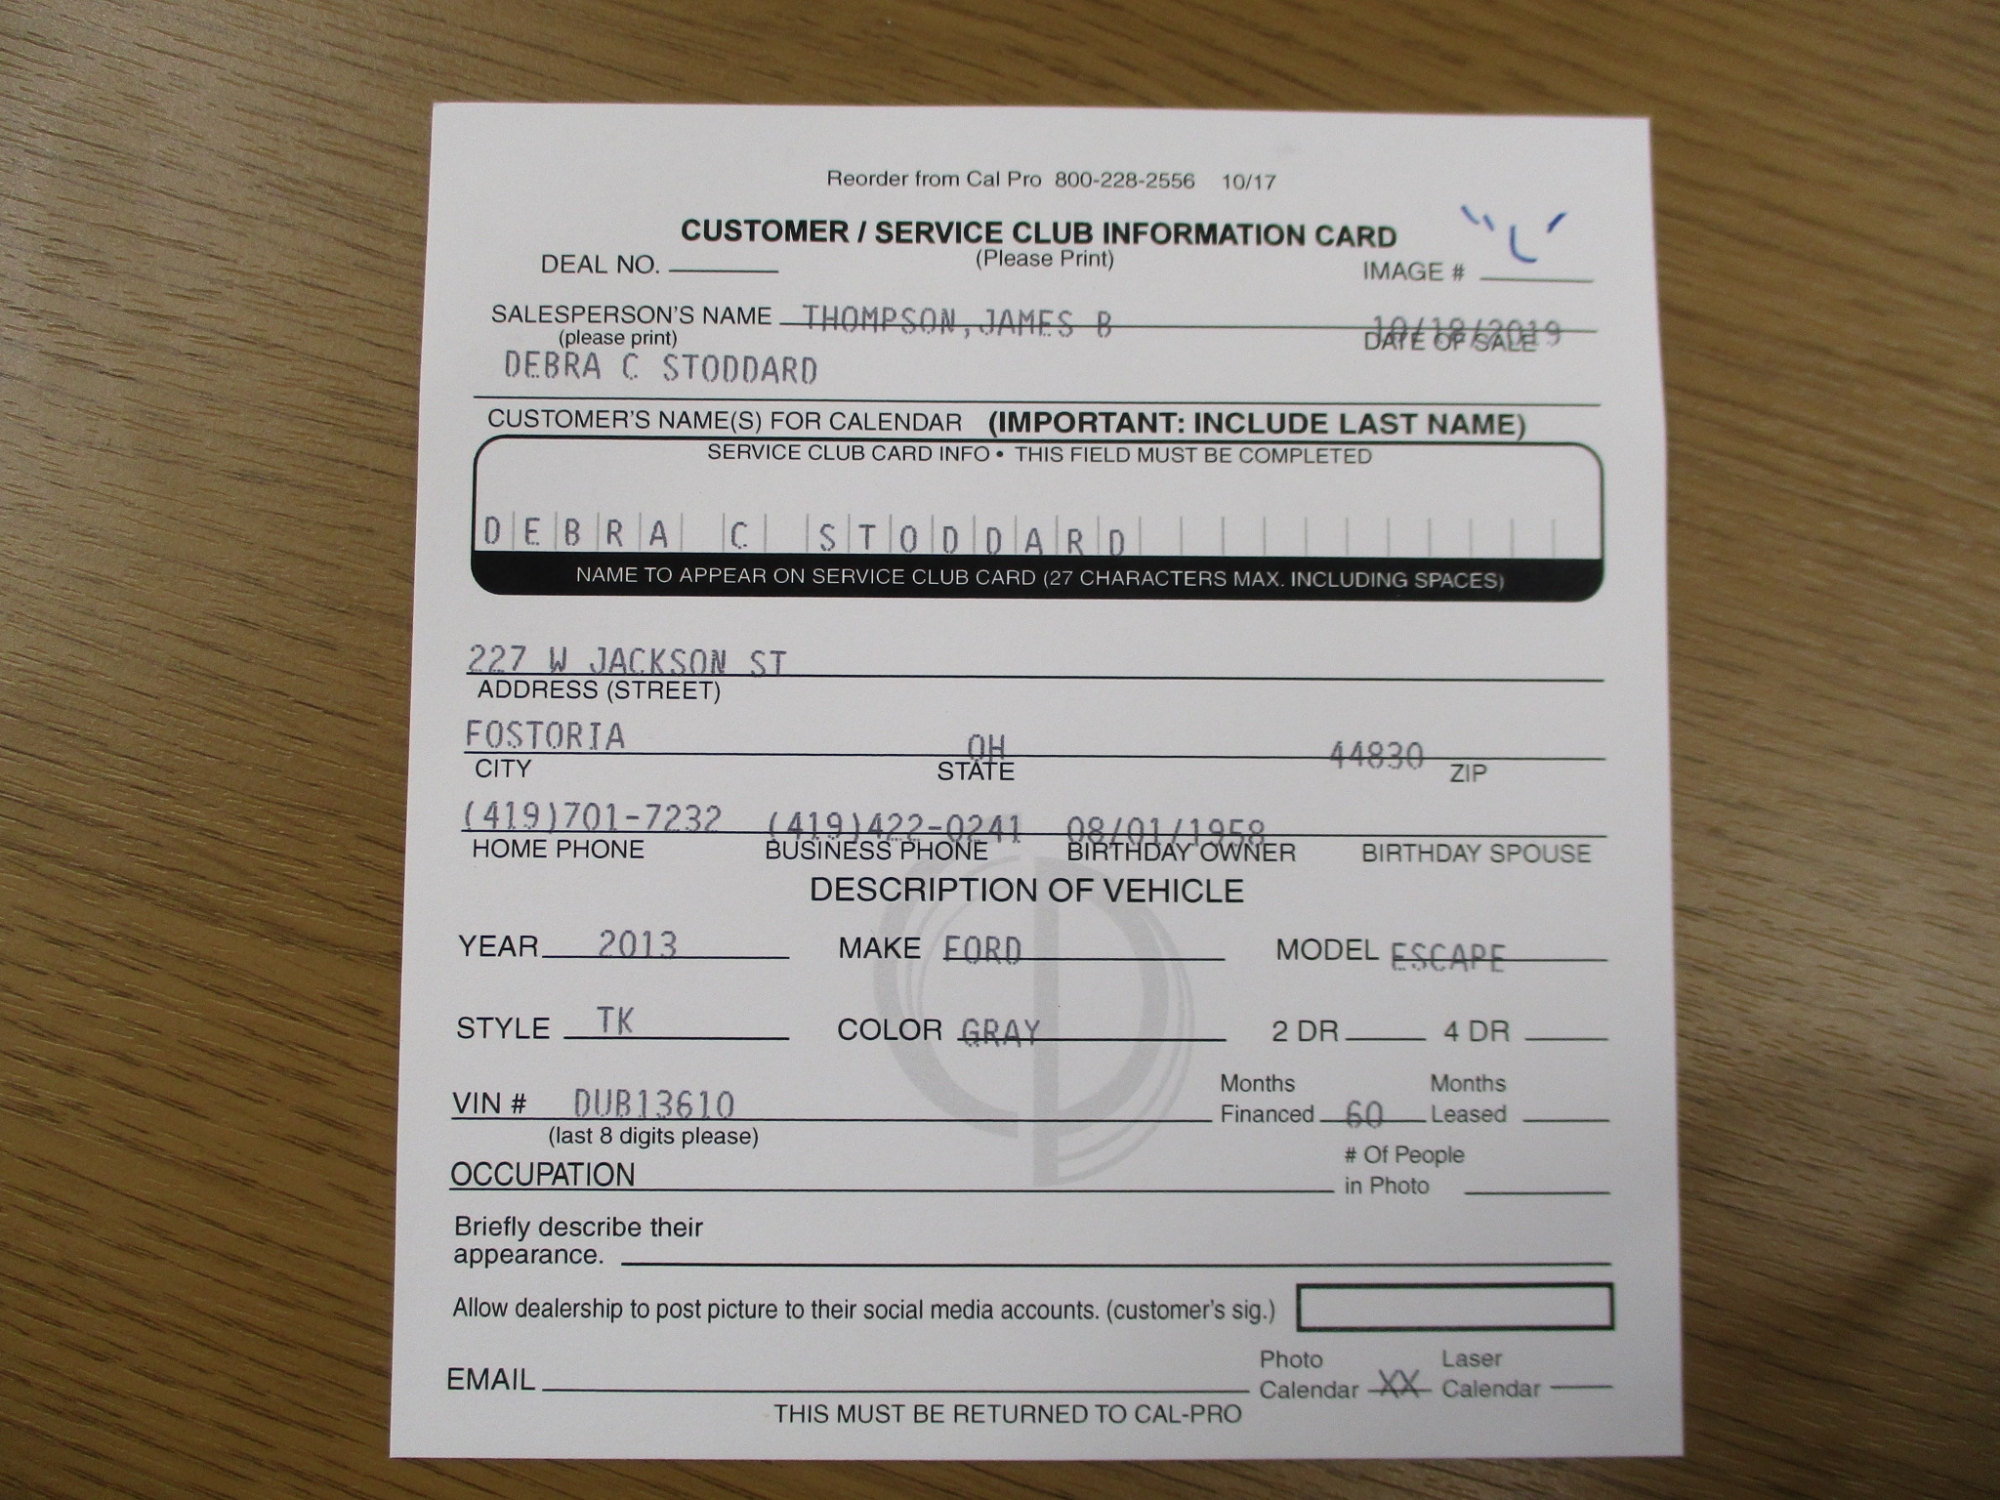 Reorder from Cal Pro 800-228-2556 10/17
CUSTOMER / SERVICE CLUB INFORMATION CARD
DEAL NO. (Please Print) IMAGE #
SALESPERSON'S NAME THOMPSON,JAMES B 10/18/2019
(please print) DATE OF SALE
DEBRA C STODDARD
CUSTOMER'S NAME(S) FOR CALENDAR (IMPORTANT: INCLUDE LAST NAME)
SERVICE CLUB CARD INFO • THIS FIELD MUST BE COMPLETED
DEBRA C STODDARD
NAME TO APPEAR ON SERVICE CLUB CARD (27 CHARACTERS MAX. INCLUDING SPACES)
227 W JACKSON ST
ADDRESS (STREET)
FOSTORIA OH 44830
CITY STATE ZIP
(419)701-7232 (419)422-0241 08/01/1958
HOME PHONE BUSINESS PHONE BIRTHDAY OWNER BIRTHDAY SPOUSE
DESCRIPTION OF VEHICLE
YEAR 2013 MAKE FORD MODEL ESCAPE
STYLE TK COLOR GRAY 2 DR 4 DR
Months Months
VIN # DUB13610 Financed 60 Leased
(last 8 digits please)
# Of People
OCCUPATION in Photo
Briefly describe their
appearance.
Allow dealership to post picture to their social media accounts. (customer's sig.)
Photo Laser
EMAIL Calendar XX Calendar
THIS MUST BE RETURNED TO CAL-PRO